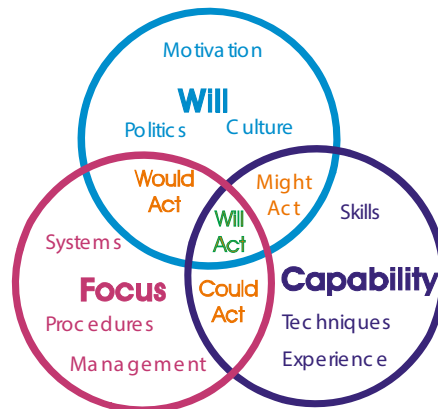 Motivation
Will
Politics Culture
Would
Act
Might
Act
Will
Act
Skills
Systems
Focus
Capability
Could
Act
Procedures
Techniques
Management
Experience